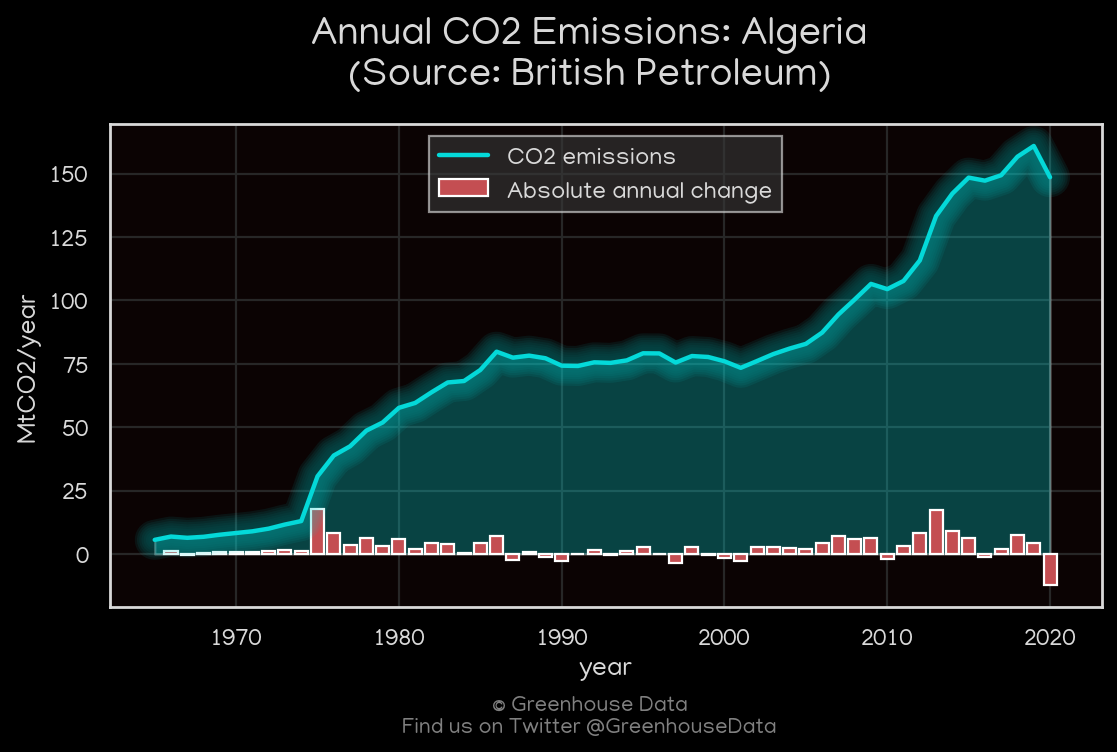 Annual CO2 Emissions: Algeria
(Source: British Petroleum)
CO2 emissions
Absolute annual change
MtCO2/year
150
125
100
75
50
25
0
1970 1980 1990 2000 2010 2020
year
© Greenhouse Data
Find us on Twitter @GreenhouseData